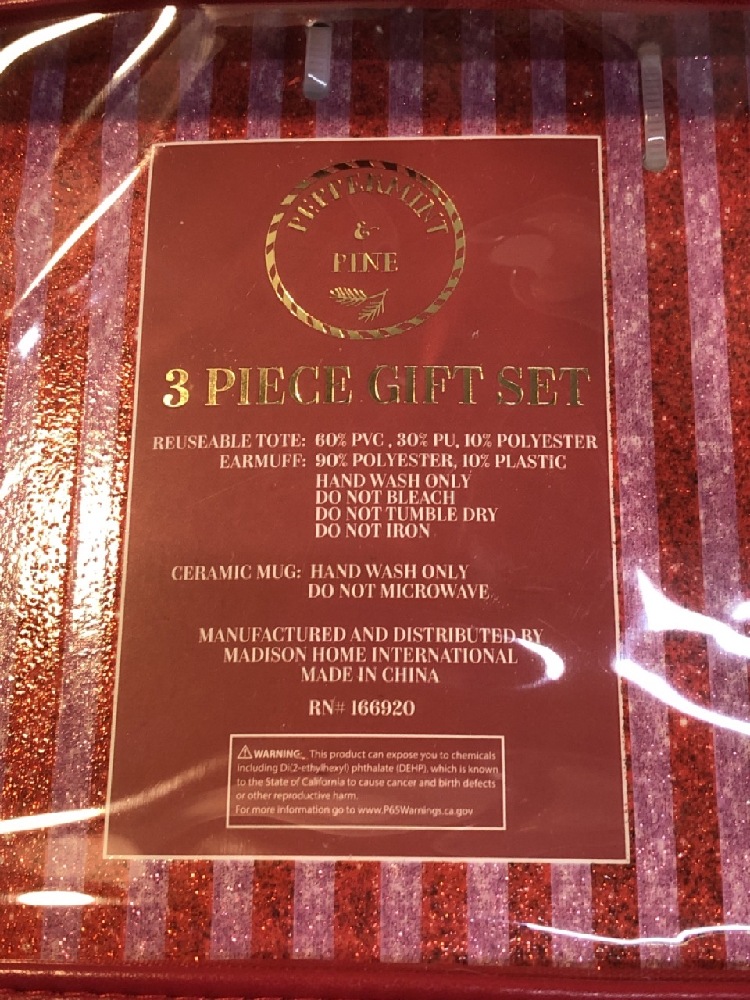 PEPPERMINT
&
PINE
3 PIECE GIFT SET
REUSEABLE TOTE: 60% PVC , 30% PU, 10% POLYESTER
EARMUFF: 90% POLYESTER, 10% PLASTIC
HAND WASH ONLY
DO NOT BLEACH
DO NOT TUMBLE DRY
DO NOT IRON
CERAMIC MUG: HAND WASH ONLY
DO NOT MICROWAVE
MANUFACTURED AND DISTRIBUTED BY
MADISON HOME INTERNATIONAL
MADE IN CHINA
RN# 166920
⚠WARNING: This product can expose you to chemicals
including Di(2-ethylhexyl) phthalate (DEHP), which is known
to the State of California to cause cancer and birth defects
or other reproductive harm.
For more information go to www.P65Warnings.ca.gov